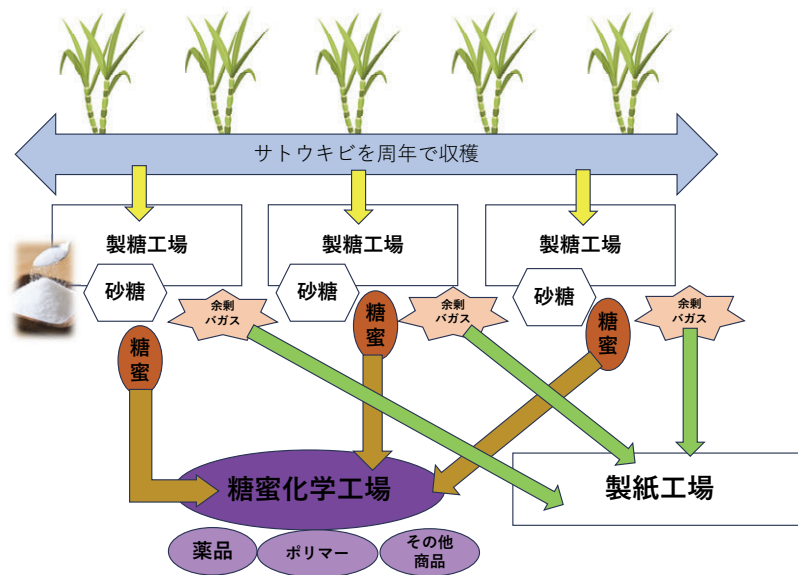 サトウキビを周年で収穫
製糖工場
製糖工場
製糖工場
砂糖
砂糖
砂糖
余剰
バガス
余剰
バガス
余剰
バガス
糖
蜜
糖
蜜
糖
蜜
糖蜜化学工場
製紙工場
薬品
ポリマー
その他
商品